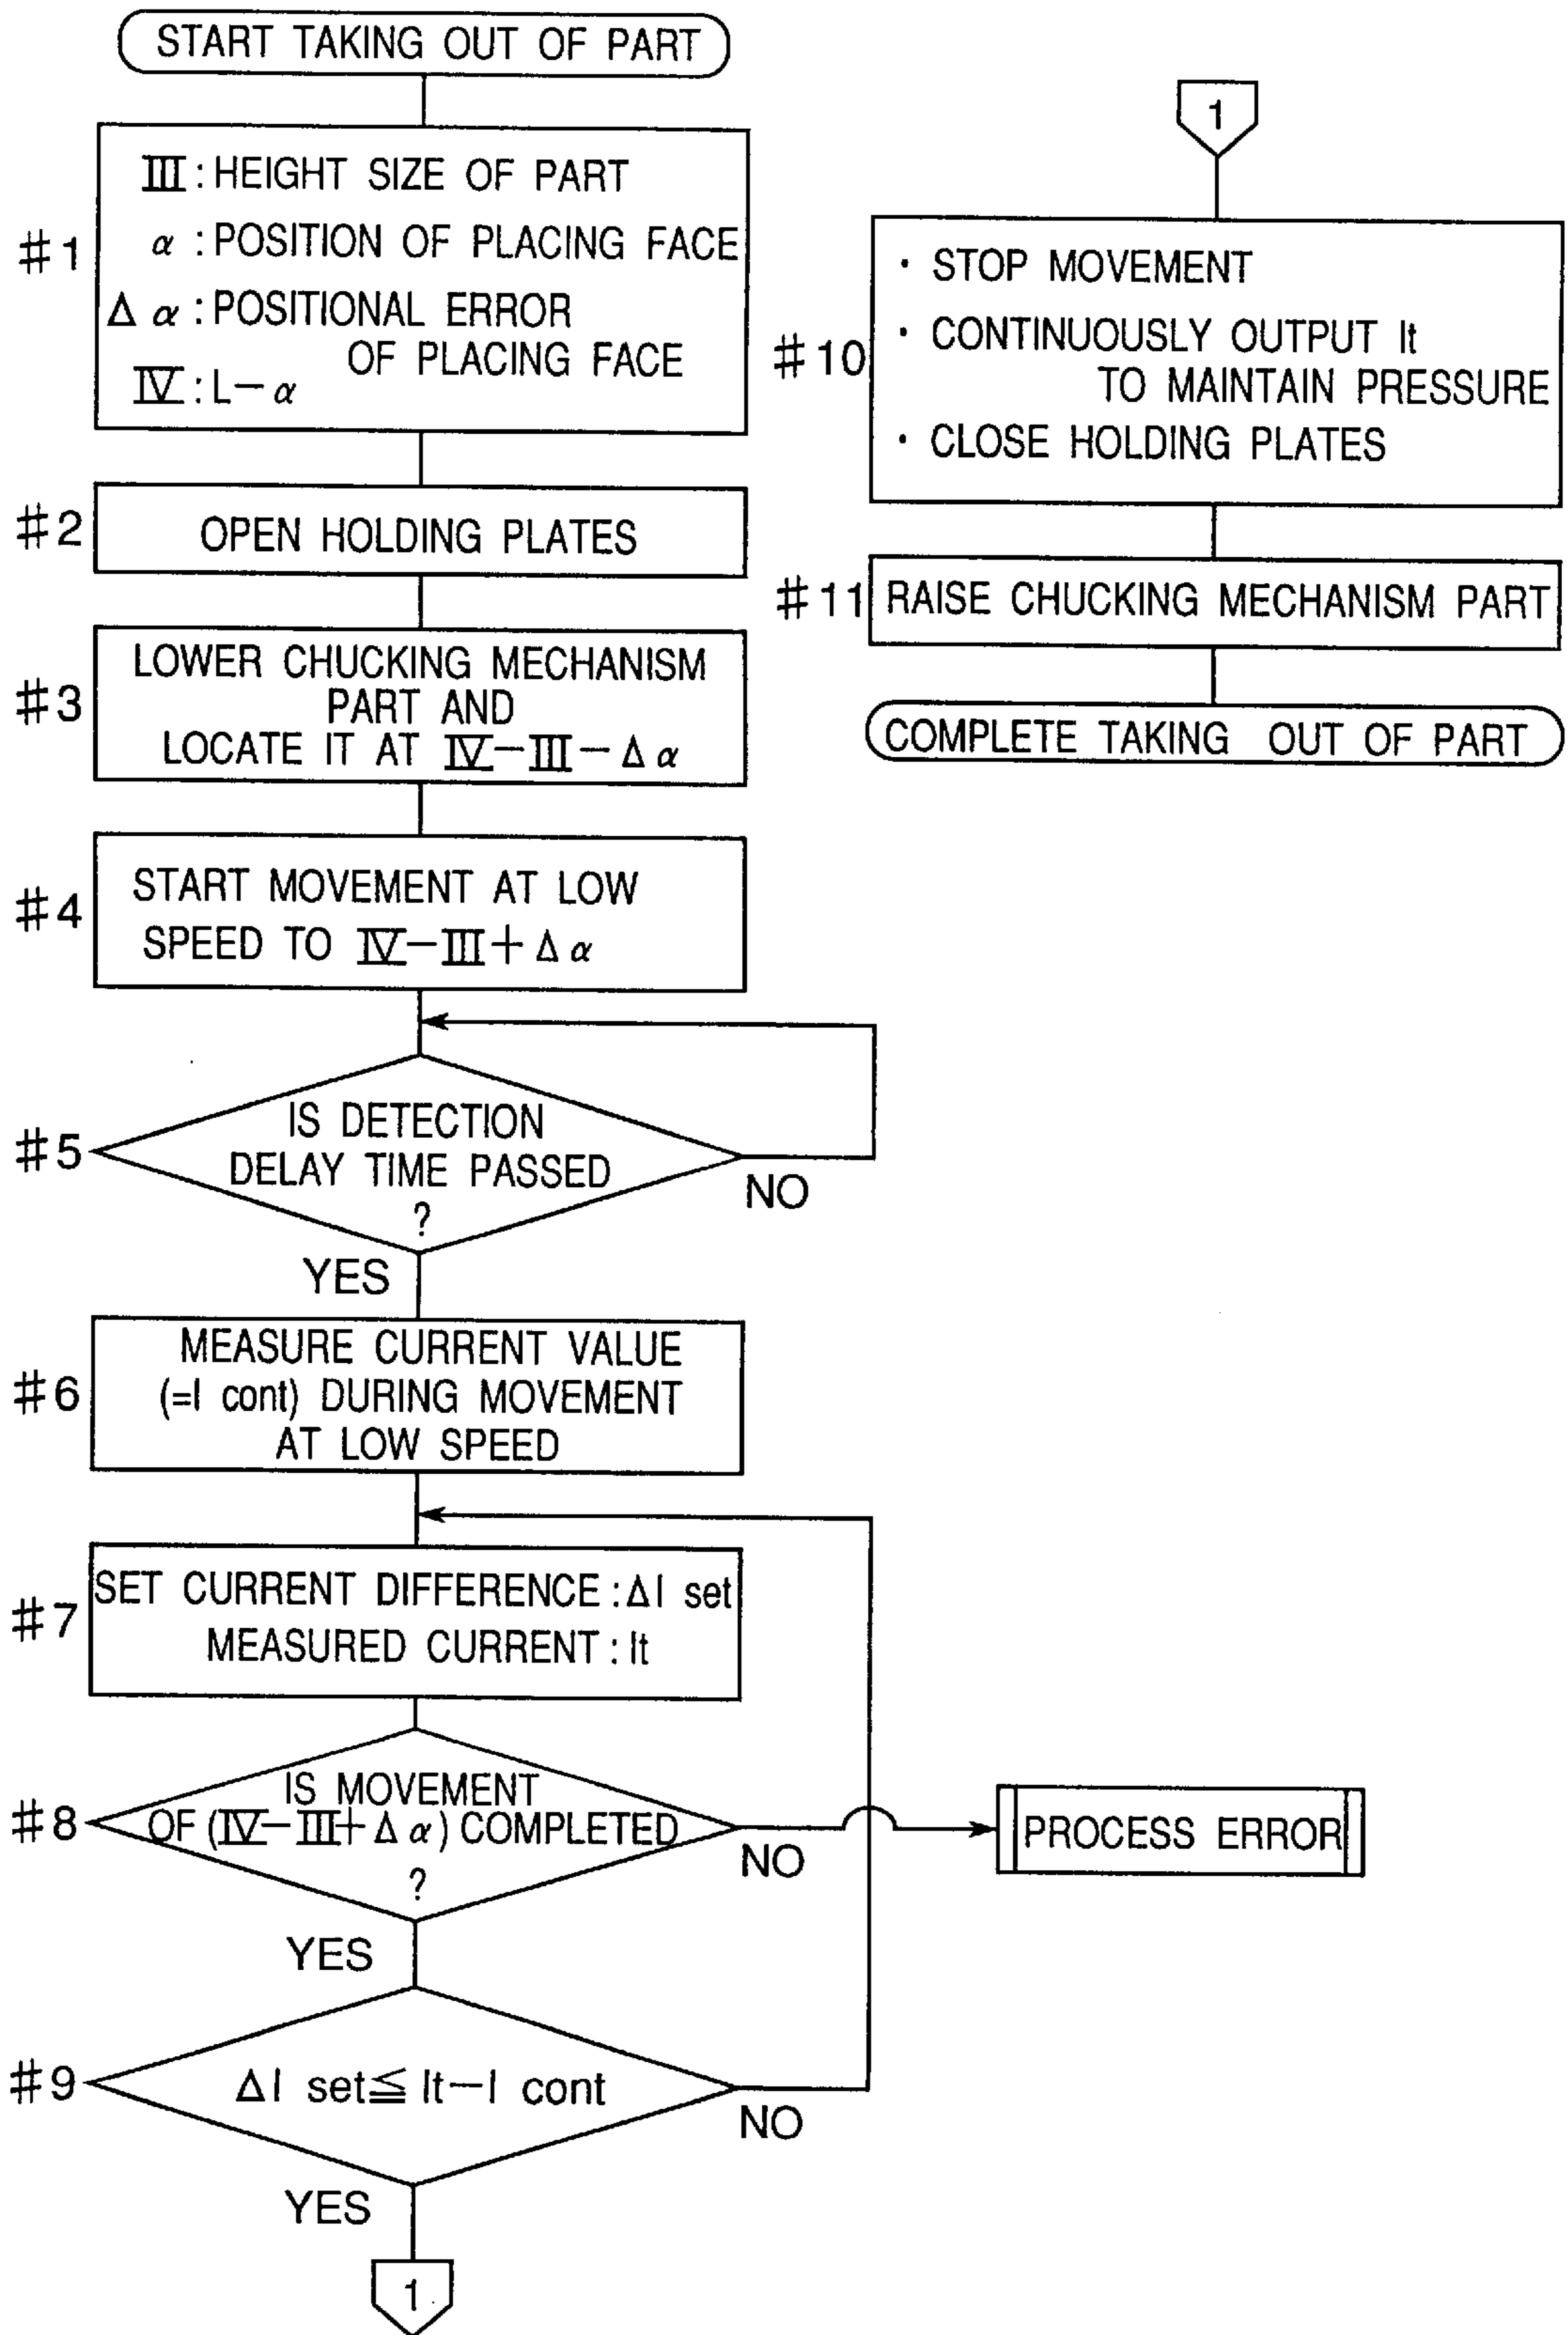 START TAKING OUT OF PART
#1
III : HEIGHT SIZE OF PART
α : POSITION OF PLACING FACE
Δα : POSITIONAL ERROR
OF PLACING FACE
IV : L－α
#2
OPEN HOLDING PLATES
#3
LOWER CHUCKING MECHANISM
PART AND
LOCATE IT AT IV－III－Δα
#4
START MOVEMENT AT LOW
SPEED TO IV－III＋Δα
#5
IS DETECTION
DELAY TIME PASSED
?
NO
YES
#6
MEASURE CURRENT VALUE
(=I cont) DURING MOVEMENT
AT LOW SPEED
#7
SET CURRENT DIFFERENCE : ΔI set
MEASURED CURRENT : It
#8
IS MOVEMENT
OF (IV－III＋Δα) COMPLETED
?
NO
PROCESS ERROR
YES
#9
ΔI set≦It－I cont
NO
YES
1
1
#10
・ STOP MOVEMENT
・ CONTINUOUSLY OUTPUT It
TO MAINTAIN PRESSURE
・ CLOSE HOLDING PLATES
#11
RAISE CHUCKING MECHANISM PART
COMPLETE TAKING OUT OF PART